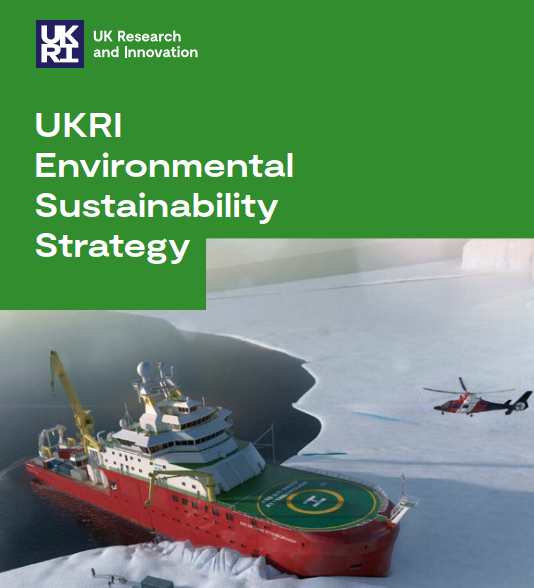 UK
RI
UK Research
and Innovation
UKRI
Environmental
Sustainability
Strategy
H